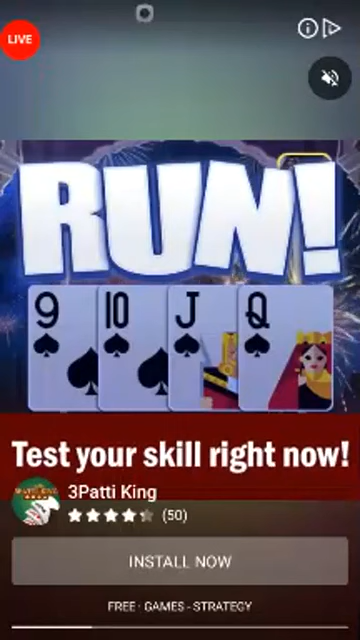 LIVE
RUN!
9 10 J Q
Test your skill right now!
3Patti King
(50)
INSTALL NOW
FREE · GAMES - STRATEGY